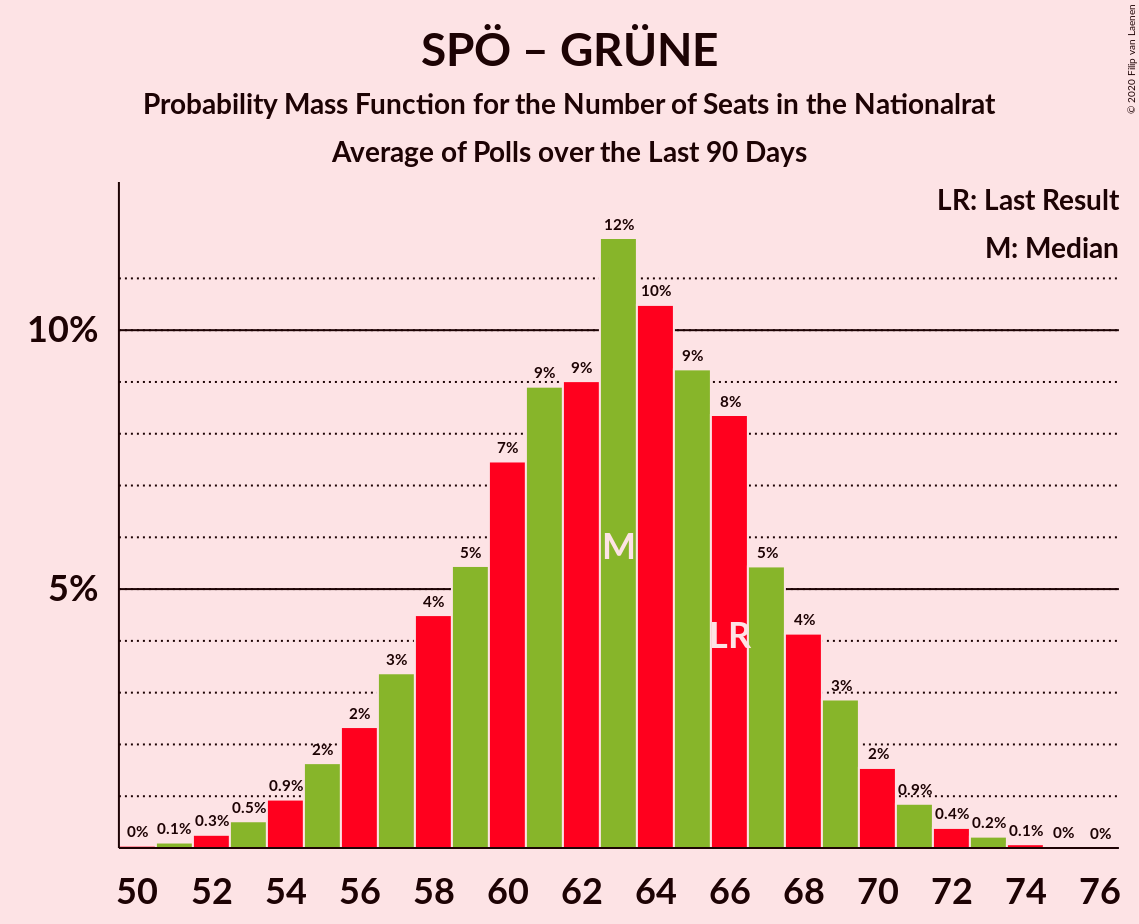 SPÖ – GRÜNE
Probability Mass Function for the Number of Seats in the Nationalrat
Average of Polls over the Last 90 Days
© 2020 Filip van Laenen
LR: Last Result
M: Median
10%
5%
0% 0.1% 0.3% 0.5% 0.9% 2% 2% 3% 4% 5% 7% 9% 9% 12% 10% 9% 8% 5% 4% 3% 2% 0.9% 0.4% 0.2% 0.1% 0% 0%
M
LR
50 52 54 56 58 60 62 64 66 68 70 72 74 76